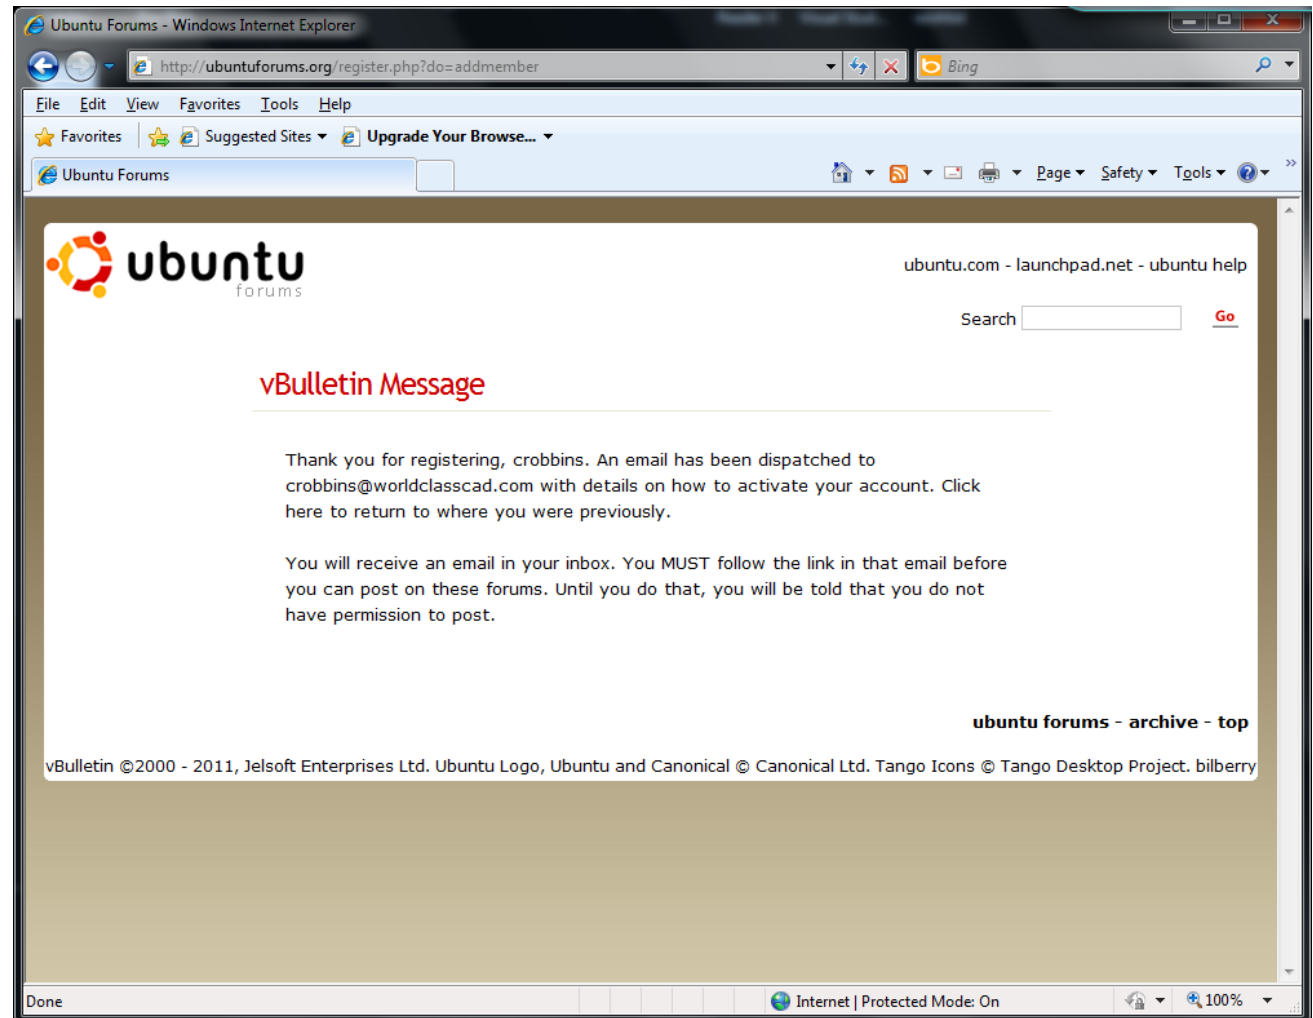 Ubuntu Forums - Windows Internet Explorer
http://ubuntuforums.org/register.php?do=addmember
Bing
File Edit View Favorites Tools Help
Favorites Suggested Sites Upgrade Your Browse...
Ubuntu Forums Page Safety Tools
ubuntu
forums
ubuntu.com - launchpad.net - ubuntu help
Search Go
vBulletin Message
Thank you for registering, crobbins. An email has been dispatched to
crobbins@worldclasscad.com with details on how to activate your account. Click
here to return to where you were previously.
You will receive an email in your inbox. You MUST follow the link in that email before
you can post on these forums. Until you do that, you will be told that you do not
have permission to post.
ubuntu forums - archive - top
vBulletin ©2000 - 2011, Jelsoft Enterprises Ltd. Ubuntu Logo, Ubuntu and Canonical © Canonical Ltd. Tango Icons © Tango Desktop Project. bilberry
Done Internet | Protected Mode: On 100%